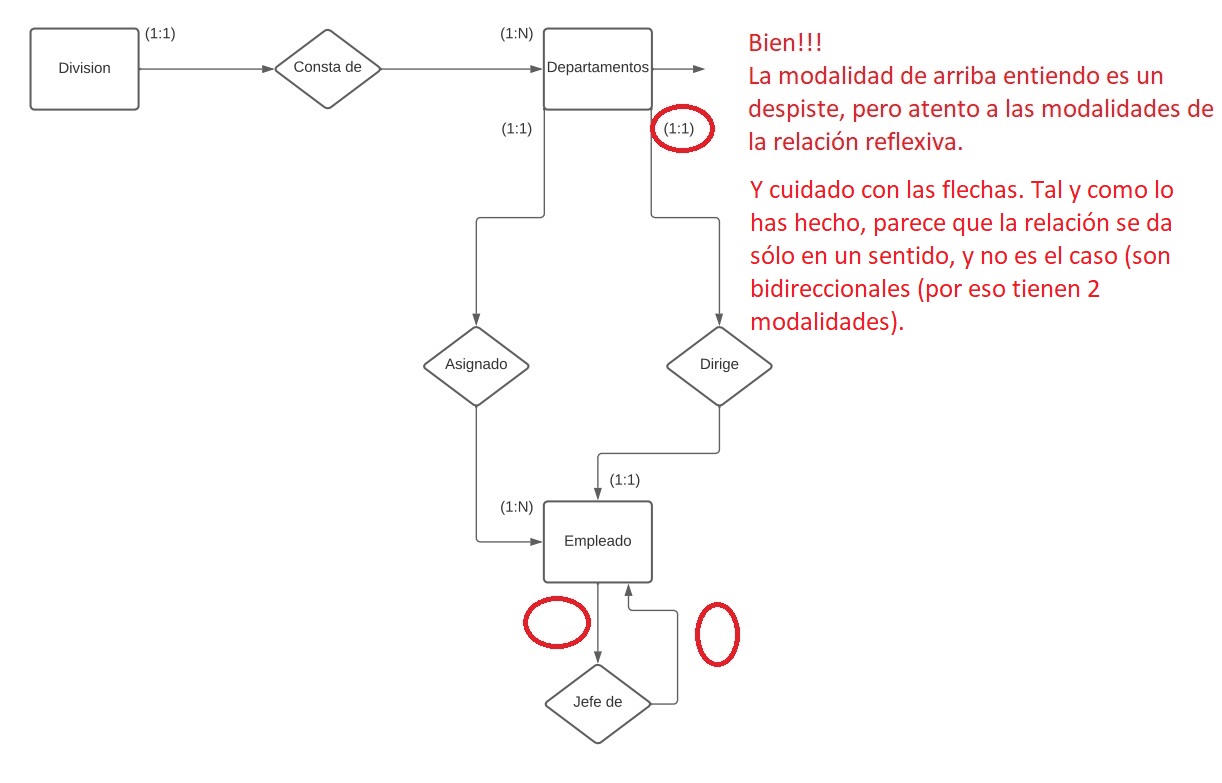 (1:1)
(1:N)
Division
Consta de
Departamentos
Bien!!!
La modalidad de arriba entiendo es un
despiste, pero atento a las modalidades de
la relación reflexiva.
(1:1)
(1:1)
Y cuidado con las flechas. Tal y como lo
has hecho, parece que la relación se da
sólo en un sentido, y no es el caso (son
bidireccionales (por eso tienen 2
modalidades).
Asignado
Dirige
(1:1)
(1:N)
Empleado
Jefe de